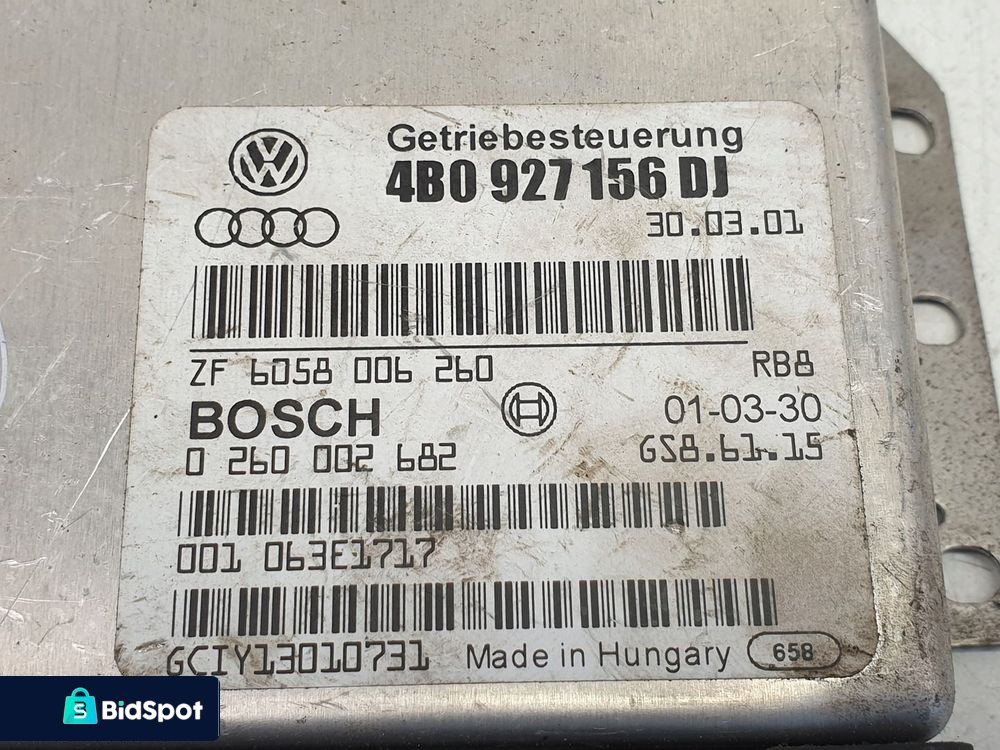 Getriebesteuerung
4B0 927 156 DJ
30.03.01
ZF 6058 006 260 RB8
BOSCH 01-03-30
0 260 002 682 GS8.61.15
001 063E1717
GCIY13010731 Made in Hungary 658
BidSpot